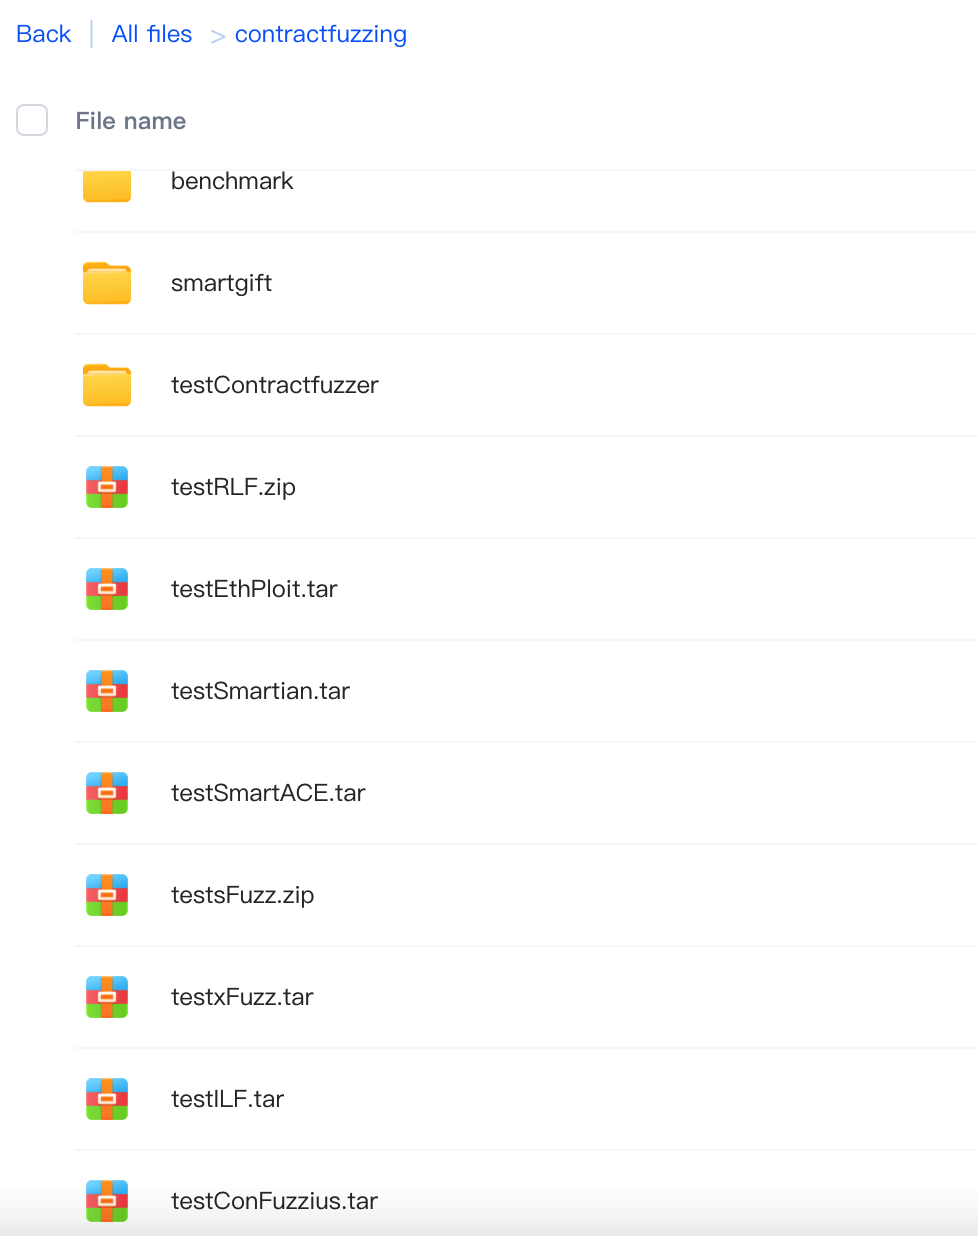 Back | All files > contractfuzzing
File name
benchmark
smartgift
testContractfuzzer
testRLF.zip
testEthPloit.tar
testSmartian.tar
testSmartACE.tar
testsFuzz.zip
testxFuzz.tar
testILF.tar
testConFuzzius.tar